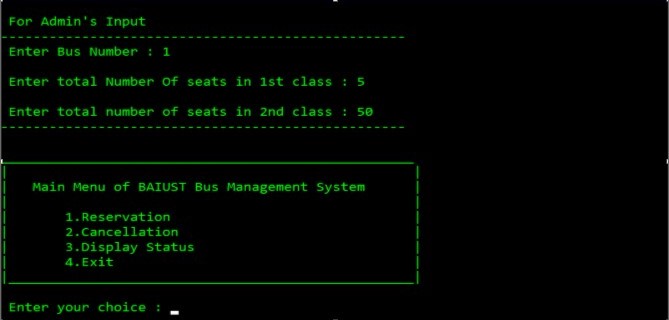 For Admin's Input
Enter Bus Number : 1
Enter total Number Of seats in 1st class : 5
Enter total number of seats in 2nd class : 50
Main Menu of BAIUST Bus Management System
1.Reservation
2.Cancellation
3.Display Status
4.Exit
Enter your choice :